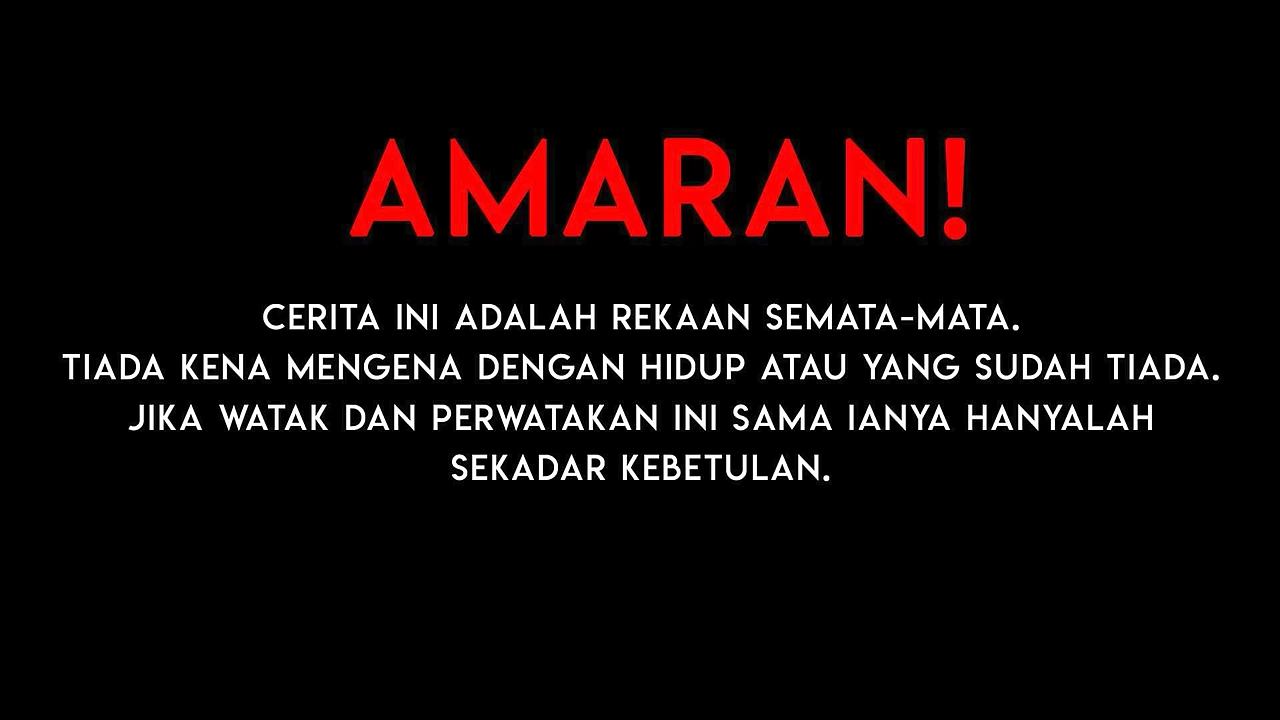 AMARAN!
CERITA INI ADALAH REKAAN SEMATA-MATA.
TIADA KENA MENGENA DENGAN HIDUP ATAU YANG SUDAH TIADA.
JIKA WATAK DAN PERWATAKAN INI SAMA IANYA HANYALAH
SEKADAR KEBETULAN.